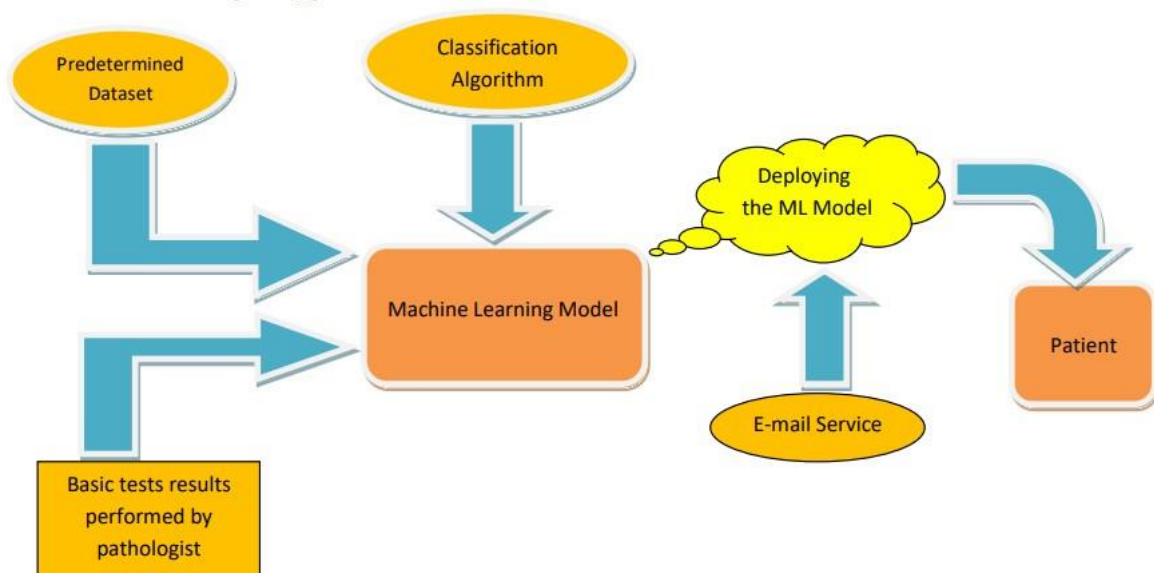 Predetermined
Dataset
Classification
Algorithm
Deploying
the ML Model
Machine Learning Model
Patient
E-mail Service
Basic tests results
performed by
pathologist